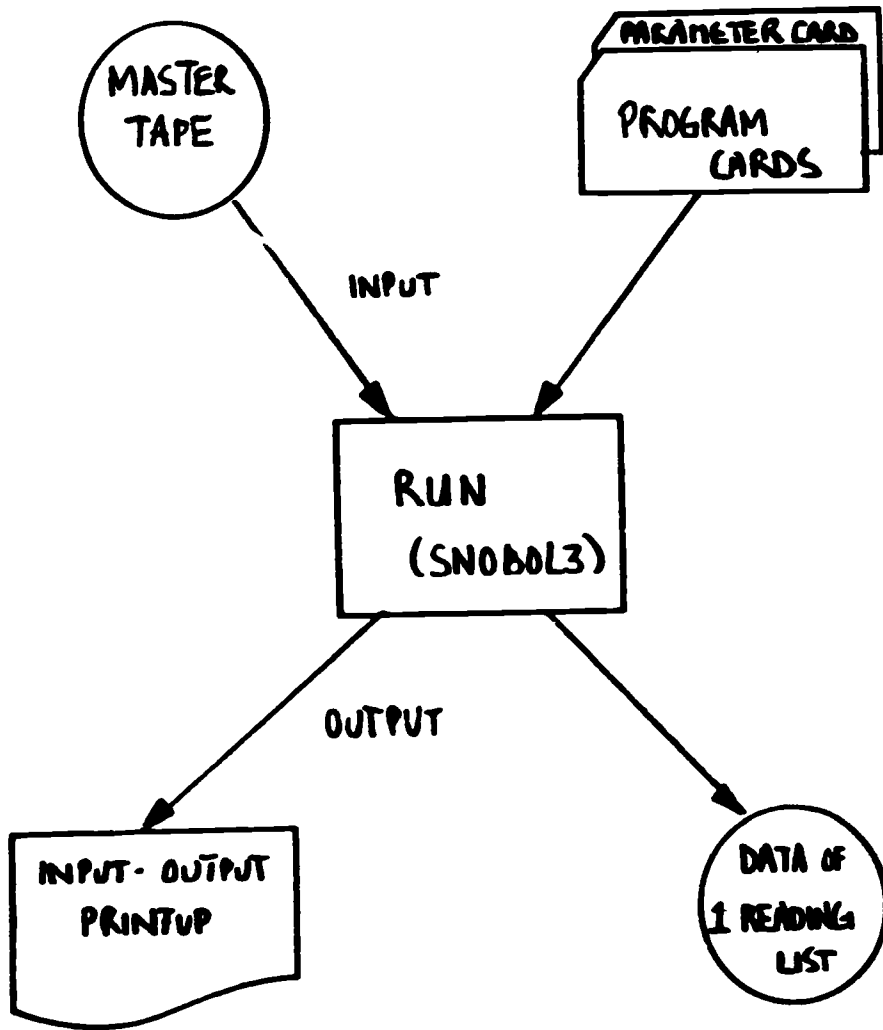 MASTER
TAPE
PARAMETER CARD
PROGRAM
CARDS
INPUT
RUN
(SNOBOL3)
OUTPUT
INPUT- OUTPUT
PRINTUP
DATA OF
1 READING
LIST